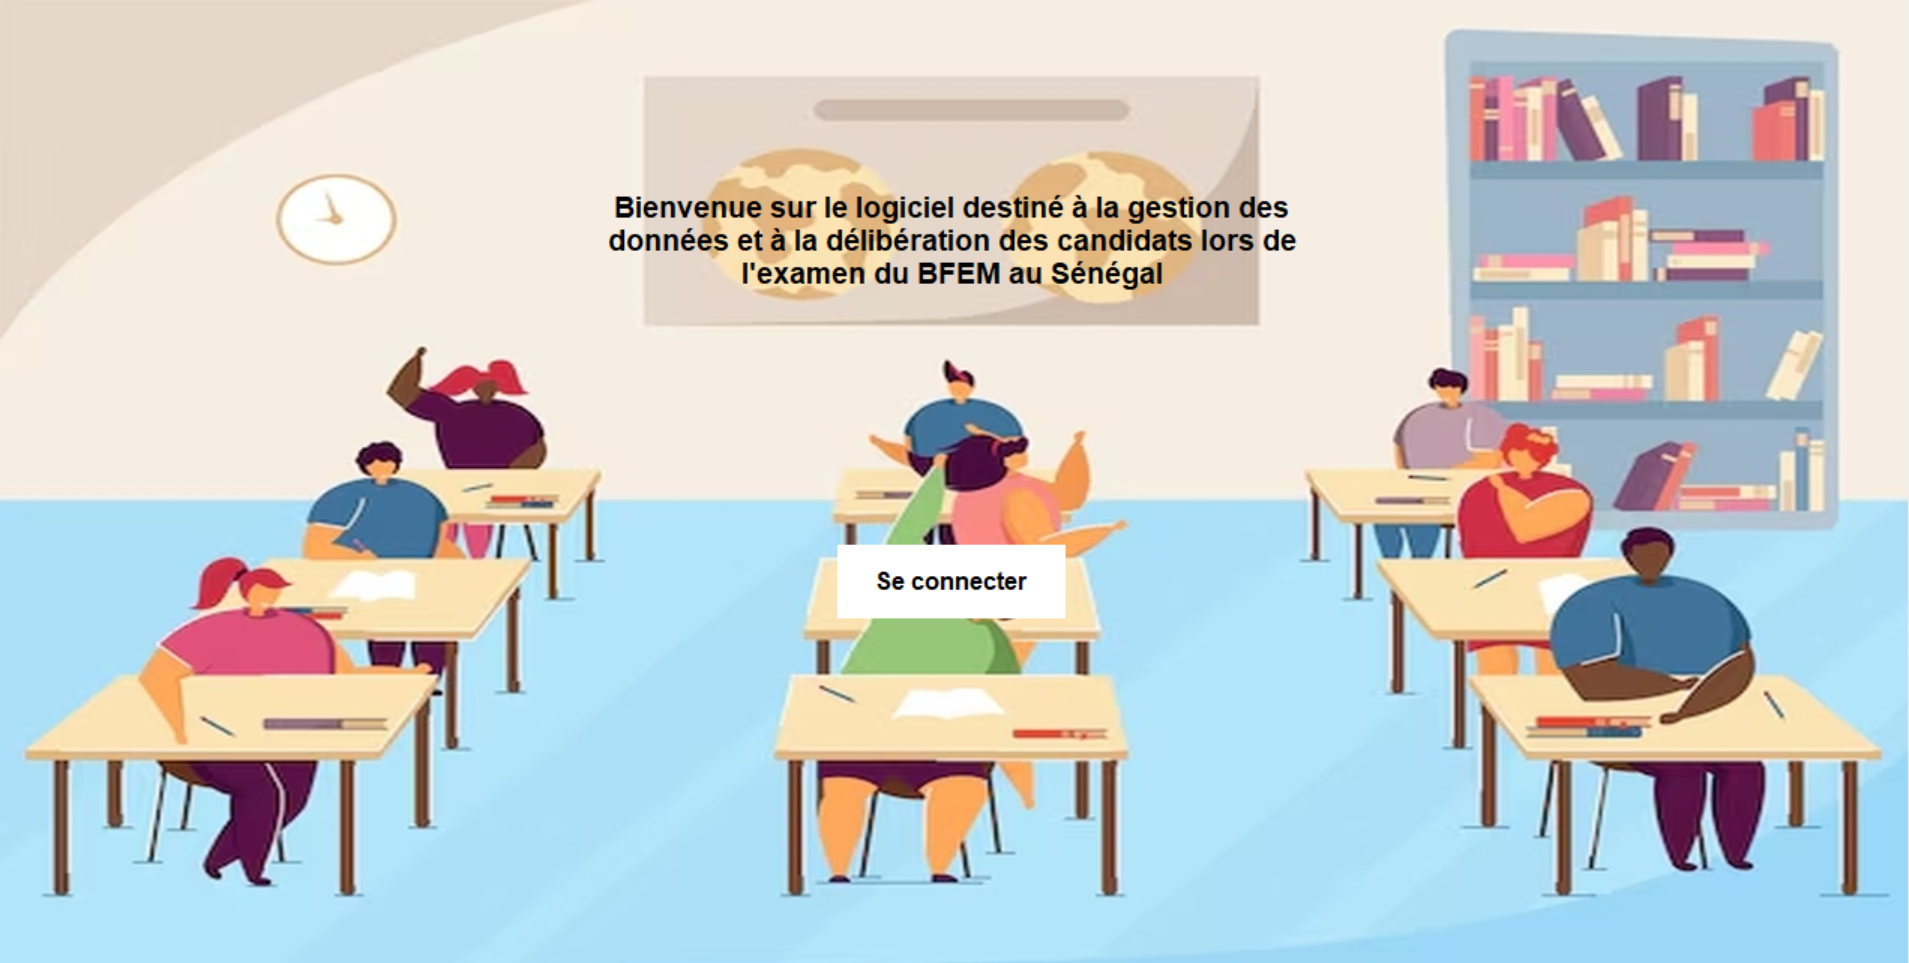 Bienvenue sur le logiciel destiné à la gestion des
données et à la délibération des candidats lors de
l'examen du BFEM au Sénégal
Se connecter